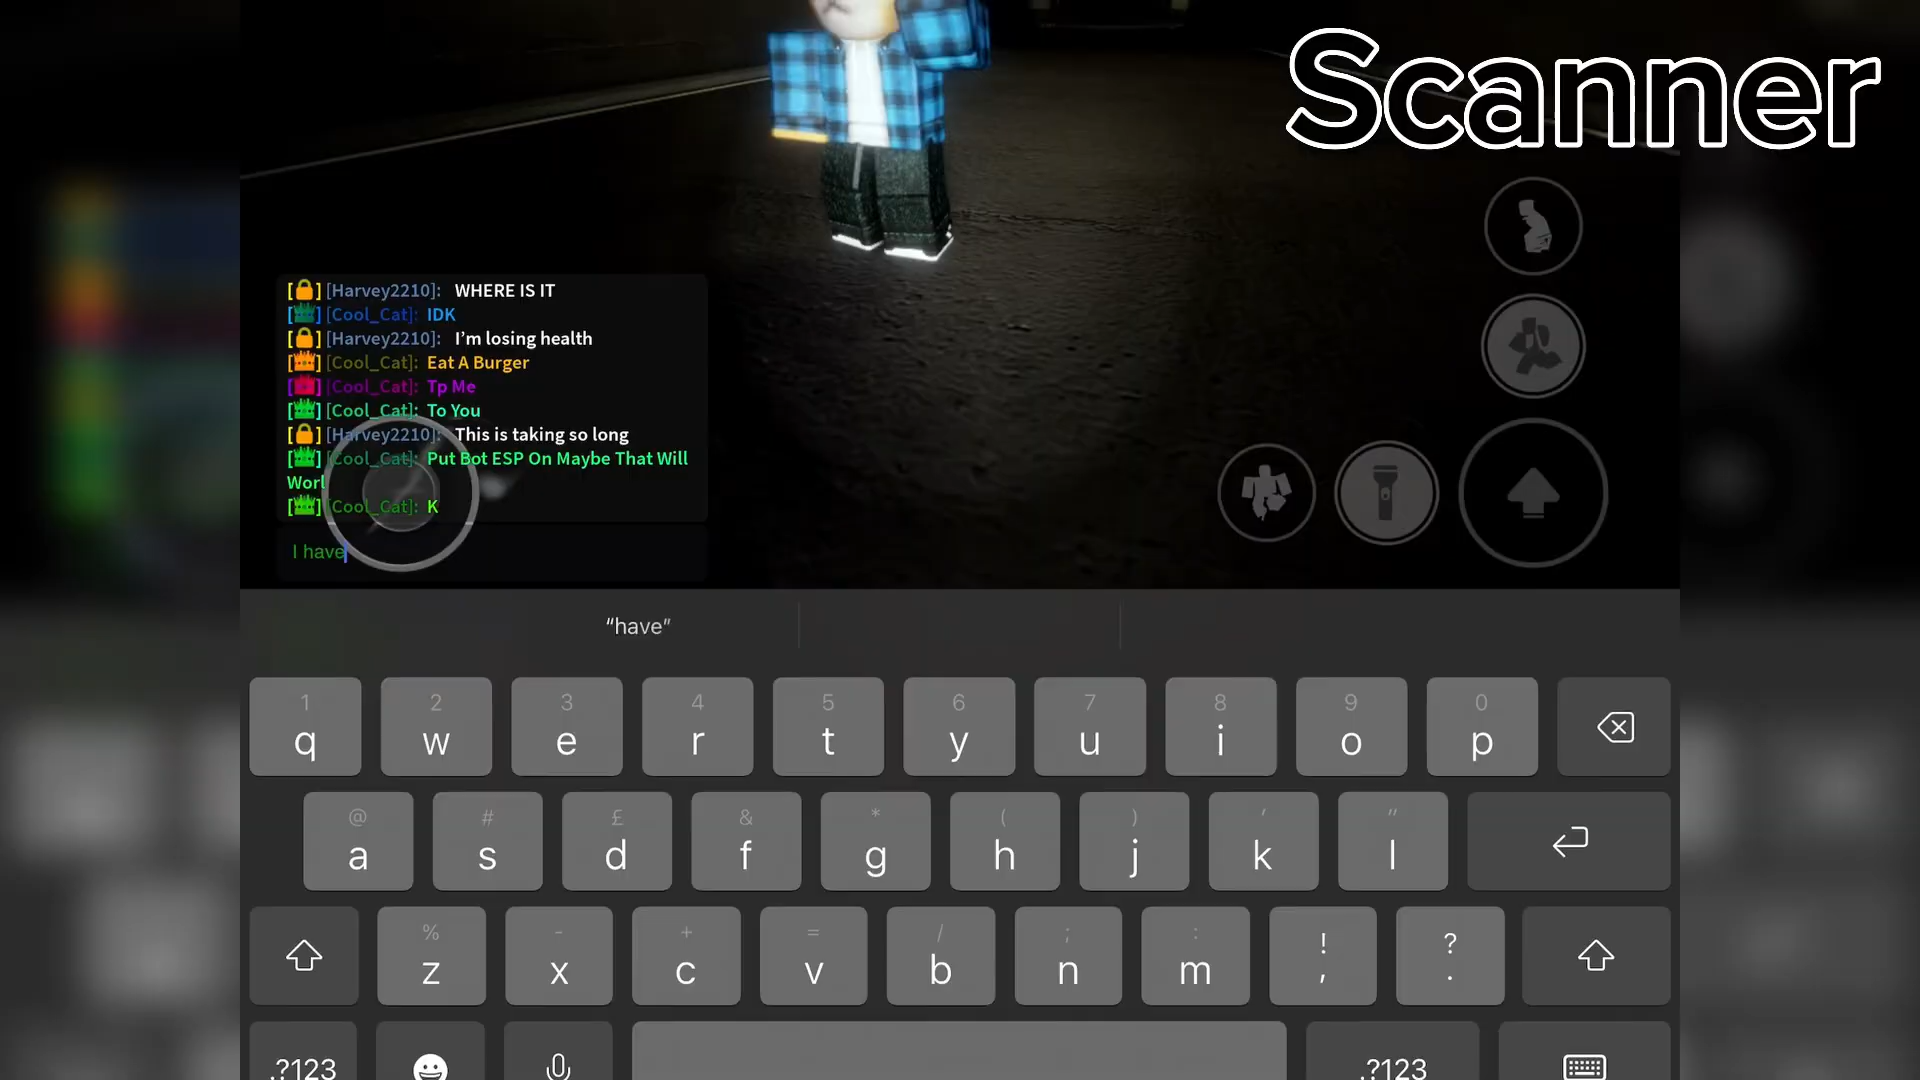 Scanner
[🔒] [Harvey2210]: WHERE IS IT
[Cool_Cat]: IDK
[🔒] [Harvey2210]: I’m losing health
[Cool_Cat]: Eat A Burger
[Cool_Cat]: Tp Me
[Cool_Cat]: To You
[🔒] [Harvey2210]: This is taking so long
[Cool_Cat]: Put Bot ESP On Maybe That Will
Worl
[Cool_Cat]: K
I have
“have”
1 2 3 4 5 6 7 8 9 0
q w e r t y u i o p
@ # £ & * ( ) ' "
a s d f g h j k l
% - + = / ; : ! ?
z x c v b n m , .
.?123 .?123